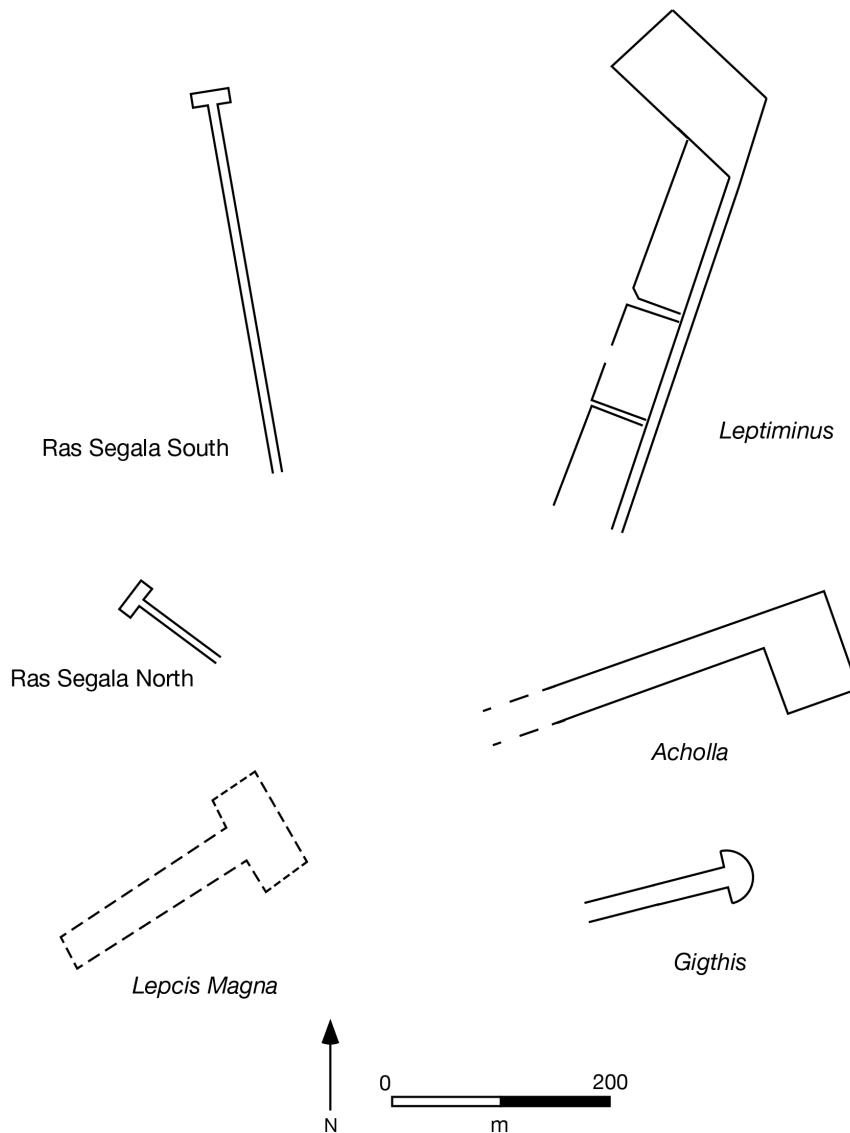 Ras Segala South
Leptiminus
Ras Segala North
Acholla
Lepcis Magna
Gigthis
0 200
N m